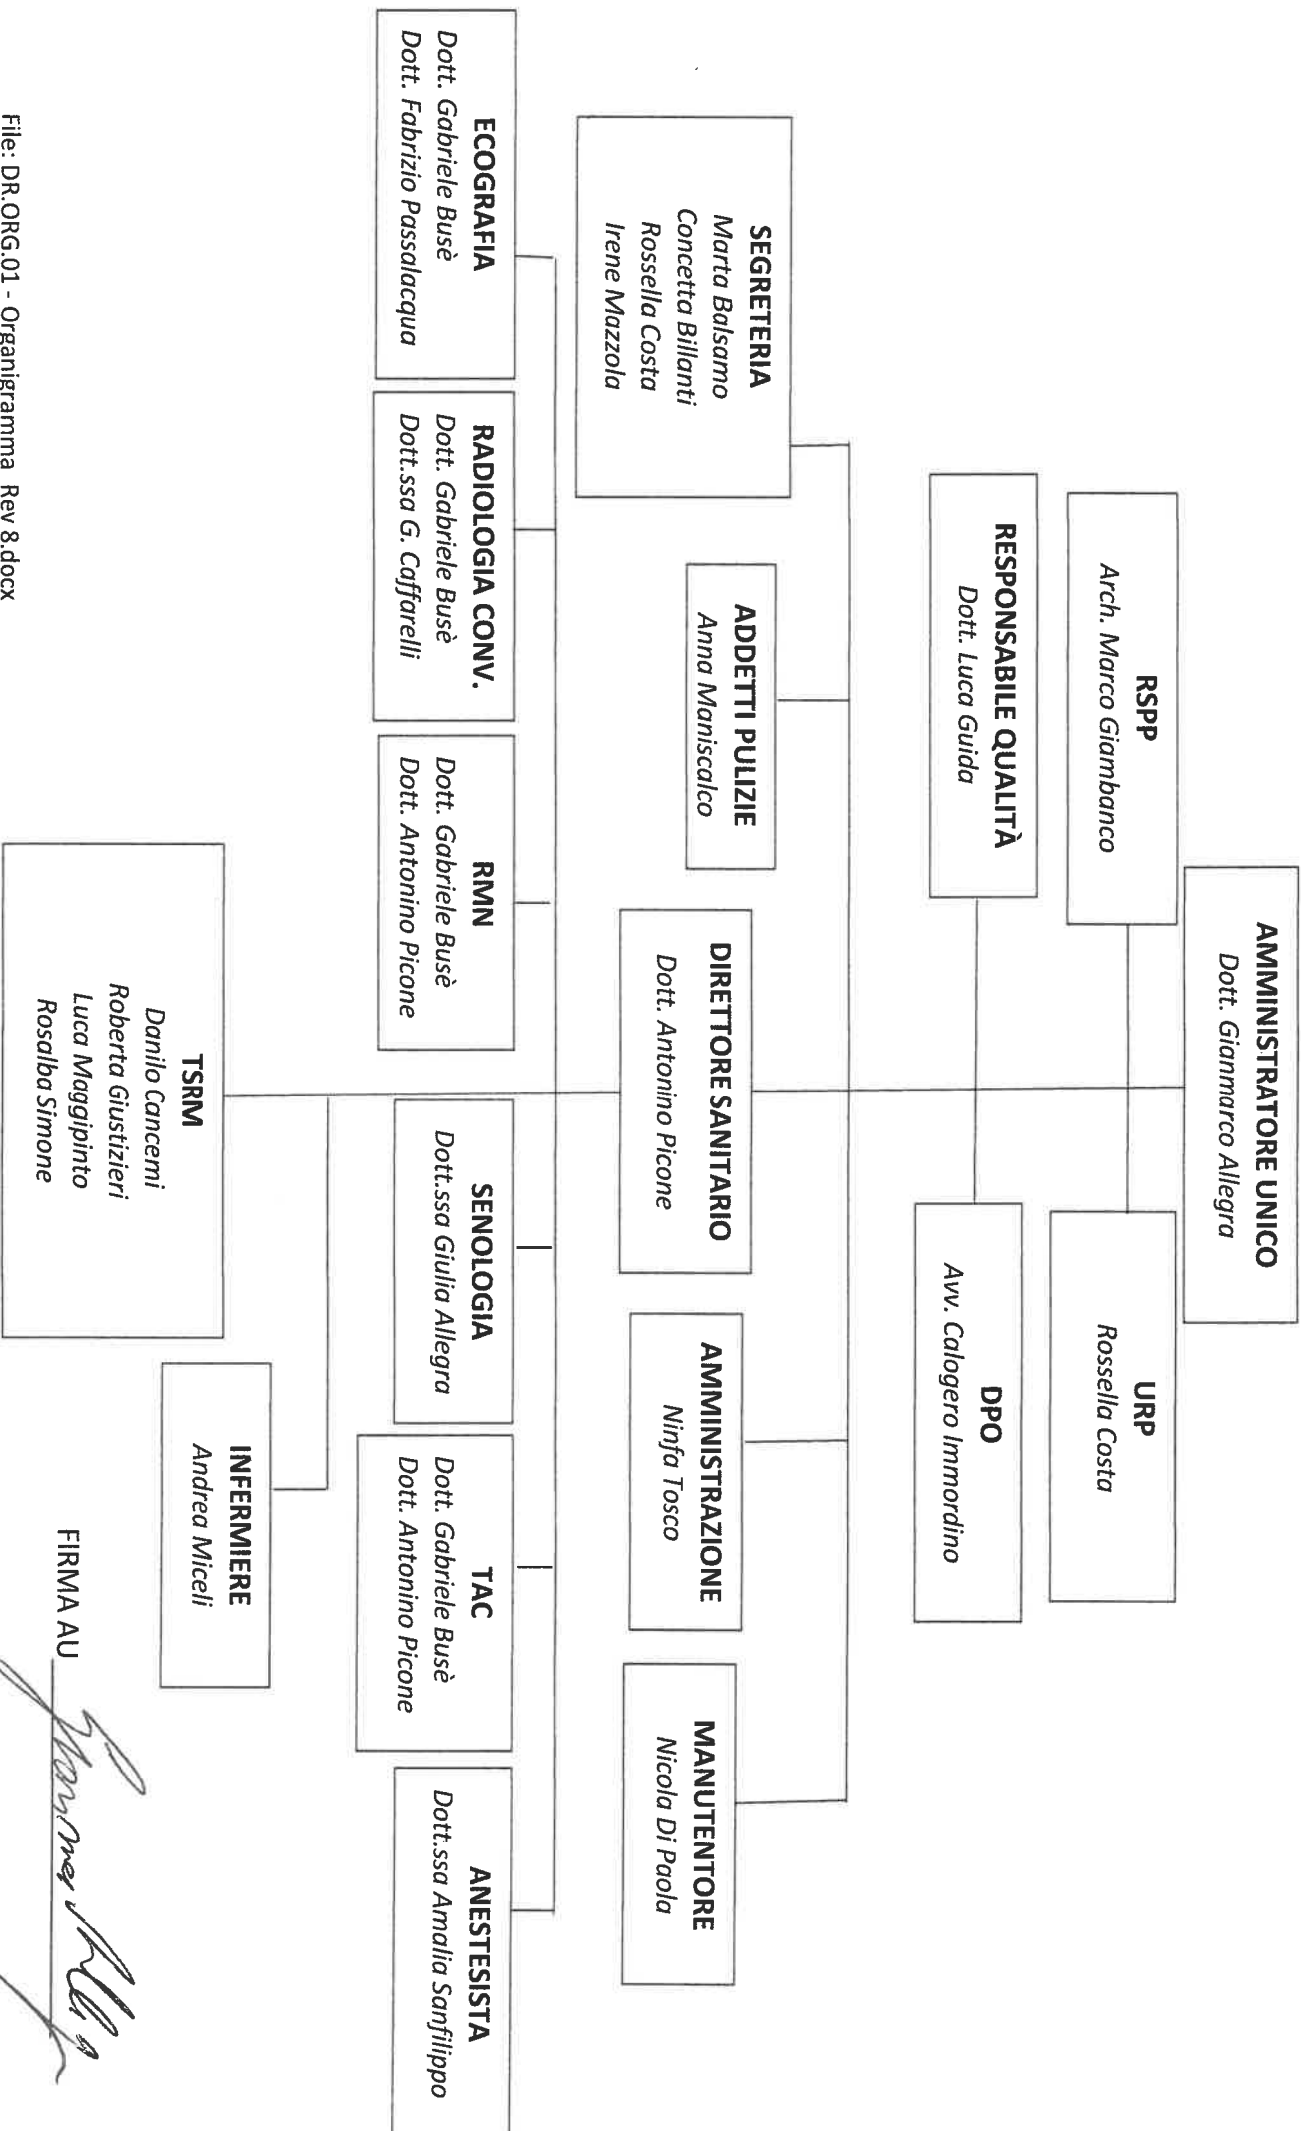 AMMINISTRATORE UNICO
Dott. Gianmarco Allegra
RSPP
Arch. Marco Giambanco
URP
Rossella Costa
RESPONSABILE QUALITÀ
Dott. Luca Guida
DPO
Avv. Calogero Immordino
SEGRETERIA
Marta Balsamo
Concetta Billanti
Rossella Costa
Irene Mazzola
ADDETTI PULIZIE
Anna Maniscalco
DIRETTORE SANITARIO
Dott. Antonino Picone
AMMINISTRAZIONE
Ninfa Tosco
MANUTENTORE
Nicola Di Paola
ECOGRAFIA
Dott. Gabriele Busè
Dott. Fabrizio Passalacqua
RADIOLOGIA CONV.
Dott. Gabriele Busè
Dott.ssa G. Caffarelli
RMN
Dott. Gabriele Busè
Dott. Antonino Picone
SENOLOGIA
Dott.ssa Giulia Allegra
TAC
Dott. Gabriele Busè
Dott. Antonino Picone
ANESTESISTA
Dott.ssa Amalia Sanfilippo
TSRM
Danilo Cancemi
Roberta Giustizieri
Luca Maggipinto
Rosalba Simone
INFERMIERE
Andrea Miceli
FIRMA AU
File: DR.ORG.01 - Organigramma Rev 8.docx